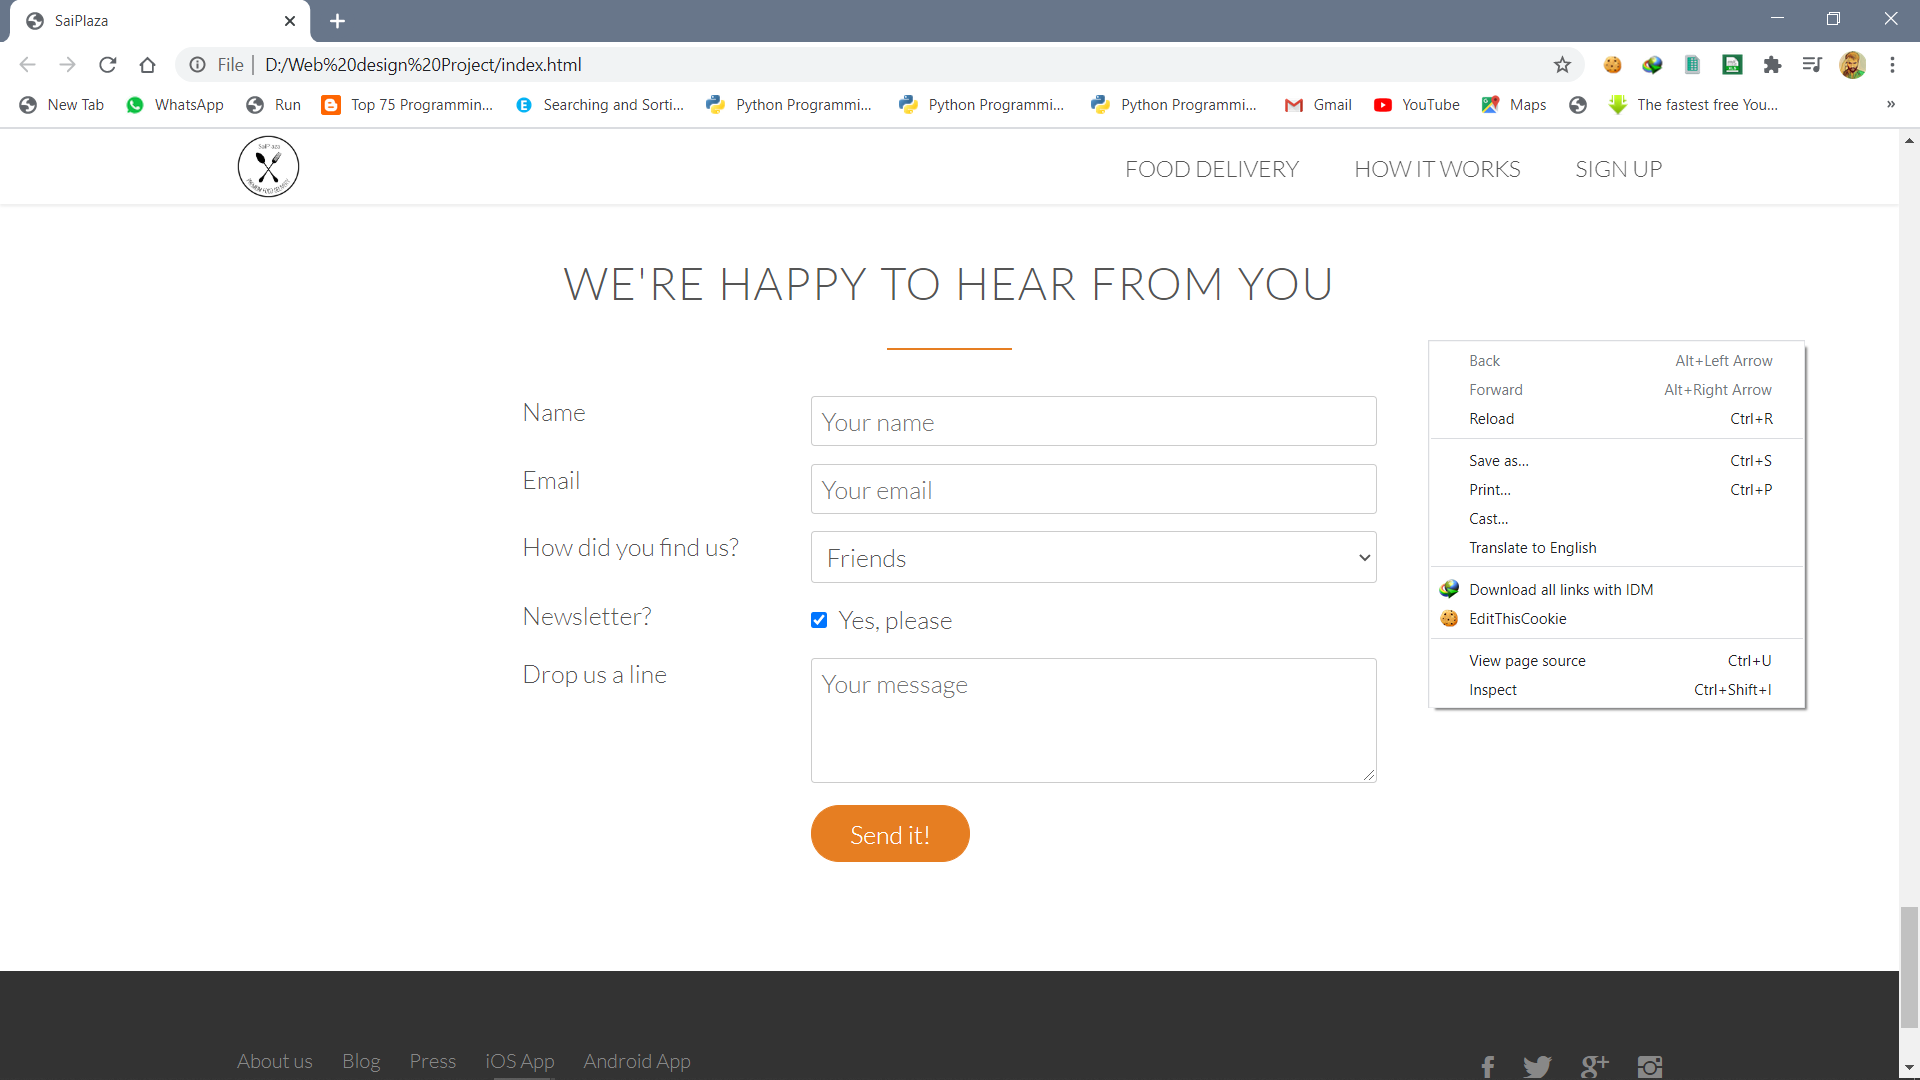 SaiPlaza
File | D:/Web%20design%20Project/index.html
New Tab WhatsApp Run Top 75 Programmin... Searching and Sorti... Python Programmi... Python Programmi... Python Programmi... Gmail YouTube Maps The fastest free You... »
FOOD DELIVERY HOW IT WORKS SIGN UP
WE'RE HAPPY TO HEAR FROM YOU
Name Your name
Email Your email
How did you find us? Friends
Newsletter? Yes, please
Drop us a line Your message
Send it!
Back Alt+Left Arrow
Forward Alt+Right Arrow
Reload Ctrl+R
Save as... Ctrl+S
Print... Ctrl+P
Cast...
Translate to English
Download all links with IDM
EditThisCookie
View page source Ctrl+U
Inspect Ctrl+Shift+I
About us Blog Press iOS App Android App